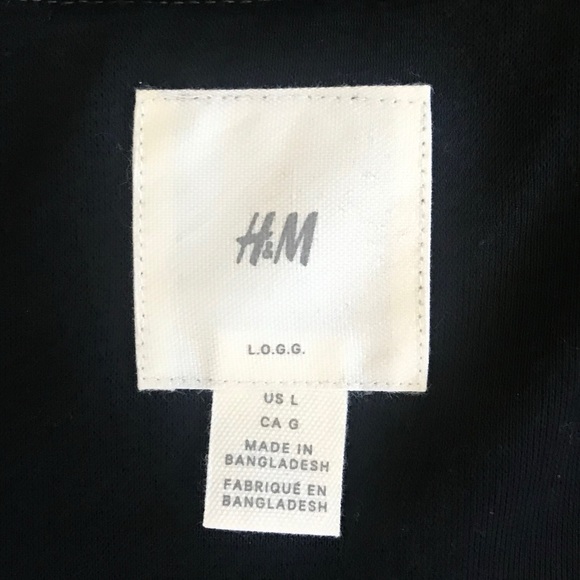 H&M
L.O.G.G.
US L
CA G
MADE IN
BANGLADESH
FABRIQUÉ EN
BANGLADESH